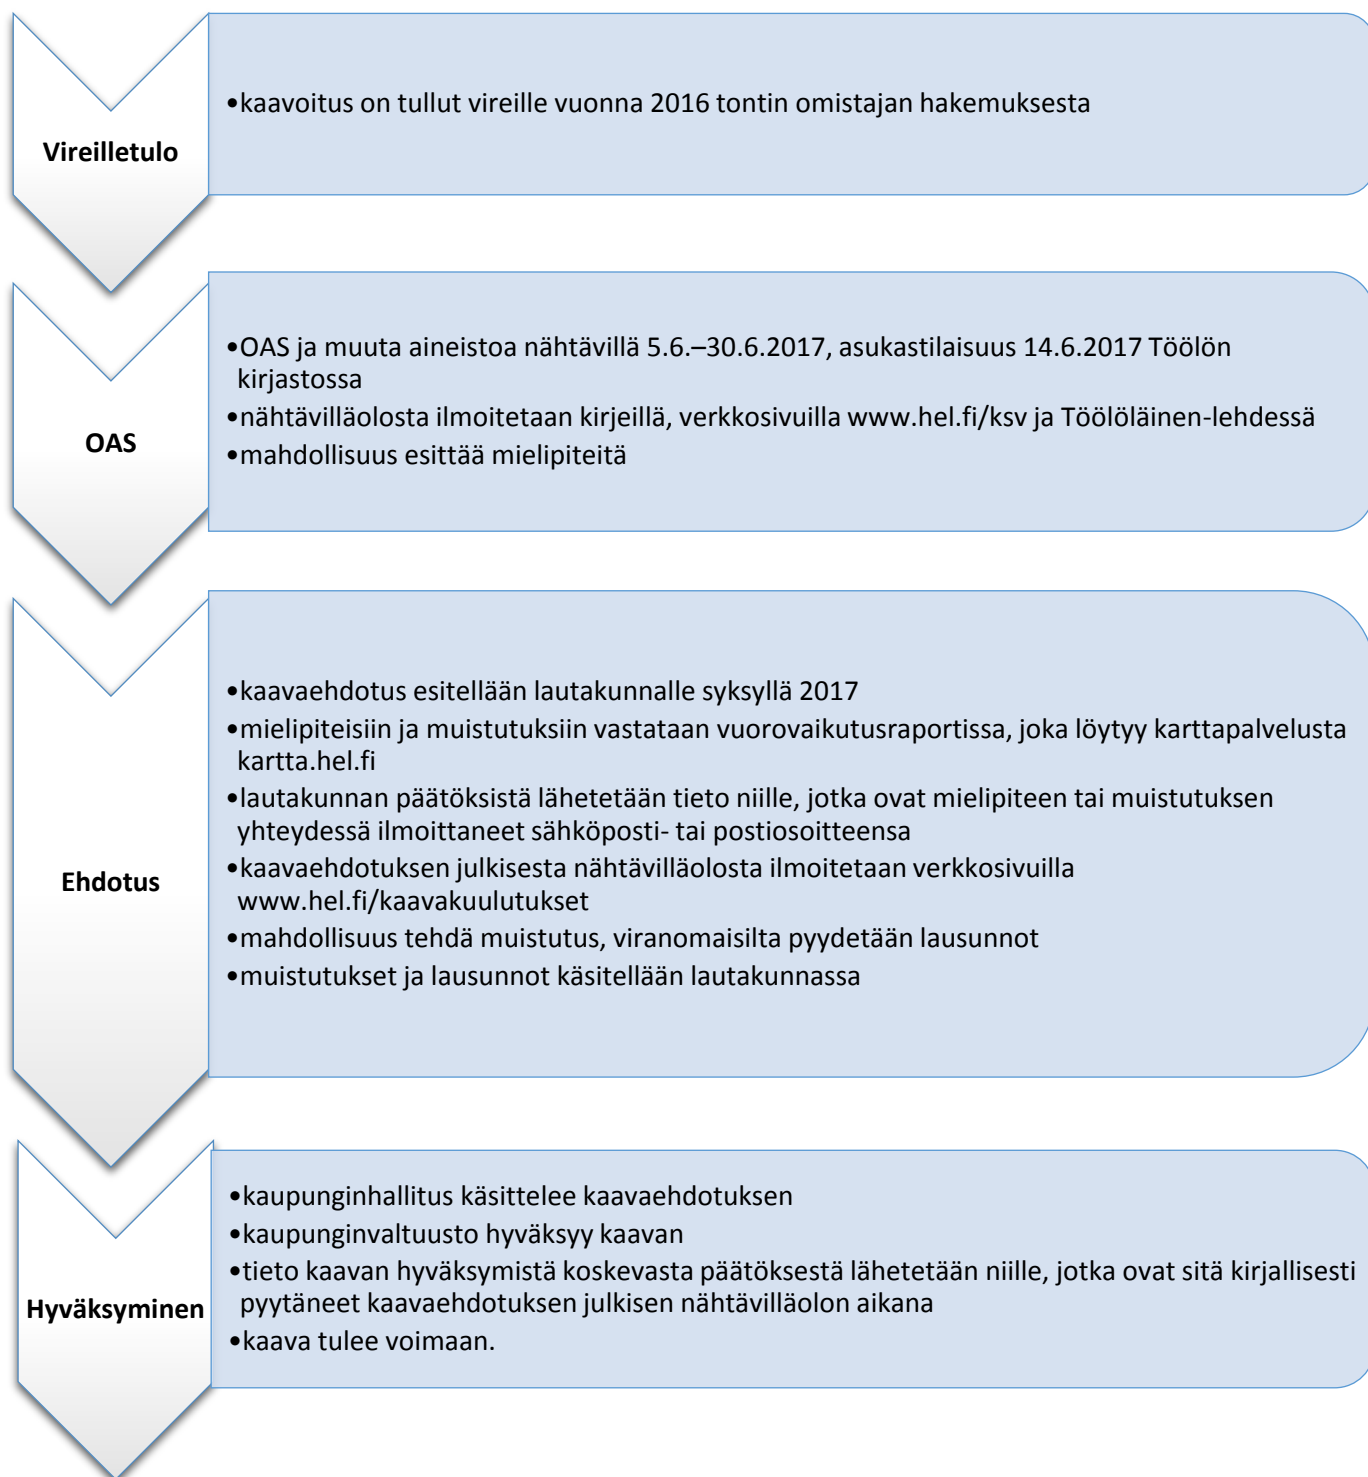 Vireilletulo
•kaavoitus on tullut vireille vuonna 2016 tontin omistajan hakemuksesta
OAS
•OAS ja muuta aineistoa nähtävillä 5.6.–30.6.2017, asukastilaisuus 14.6.2017 Töölön
kirjastossa
•nähtävilläolosta ilmoitetaan kirjeillä, verkkosivuilla www.hel.fi/ksv ja Töölöläinen-lehdessä
•mahdollisuus esittää mielipiteitä
Ehdotus
•kaavaehdotus esitellään lautakunnalle syksyllä 2017
•mielipiteisiin ja muistutuksiin vastataan vuorovaikutusraportissa, joka löytyy karttapalvelusta
kartta.hel.fi
•lautakunnan päätöksistä lähetetään tieto niille, jotka ovat mielipiteen tai muistutuksen
yhteydessä ilmoittaneet sähköposti- tai postiosoitteensa
•kaavaehdotuksen julkisesta nähtävilläolosta ilmoitetaan verkkosivuilla
www.hel.fi/kaavakuulutukset
•mahdollisuus tehdä muistutus, viranomaisilta pyydetään lausunnot
•muistutukset ja lausunnot käsitellään lautakunnassa
Hyväksyminen
•kaupunginhallitus käsittelee kaavaehdotuksen
•kaupunginvaltuusto hyväksyy kaavan
•tieto kaavan hyväksymistä koskevasta päätöksestä lähetetään niille, jotka ovat sitä kirjallisesti
pyytäneet kaavaehdotuksen julkisen nähtävilläolon aikana
•kaava tulee voimaan.